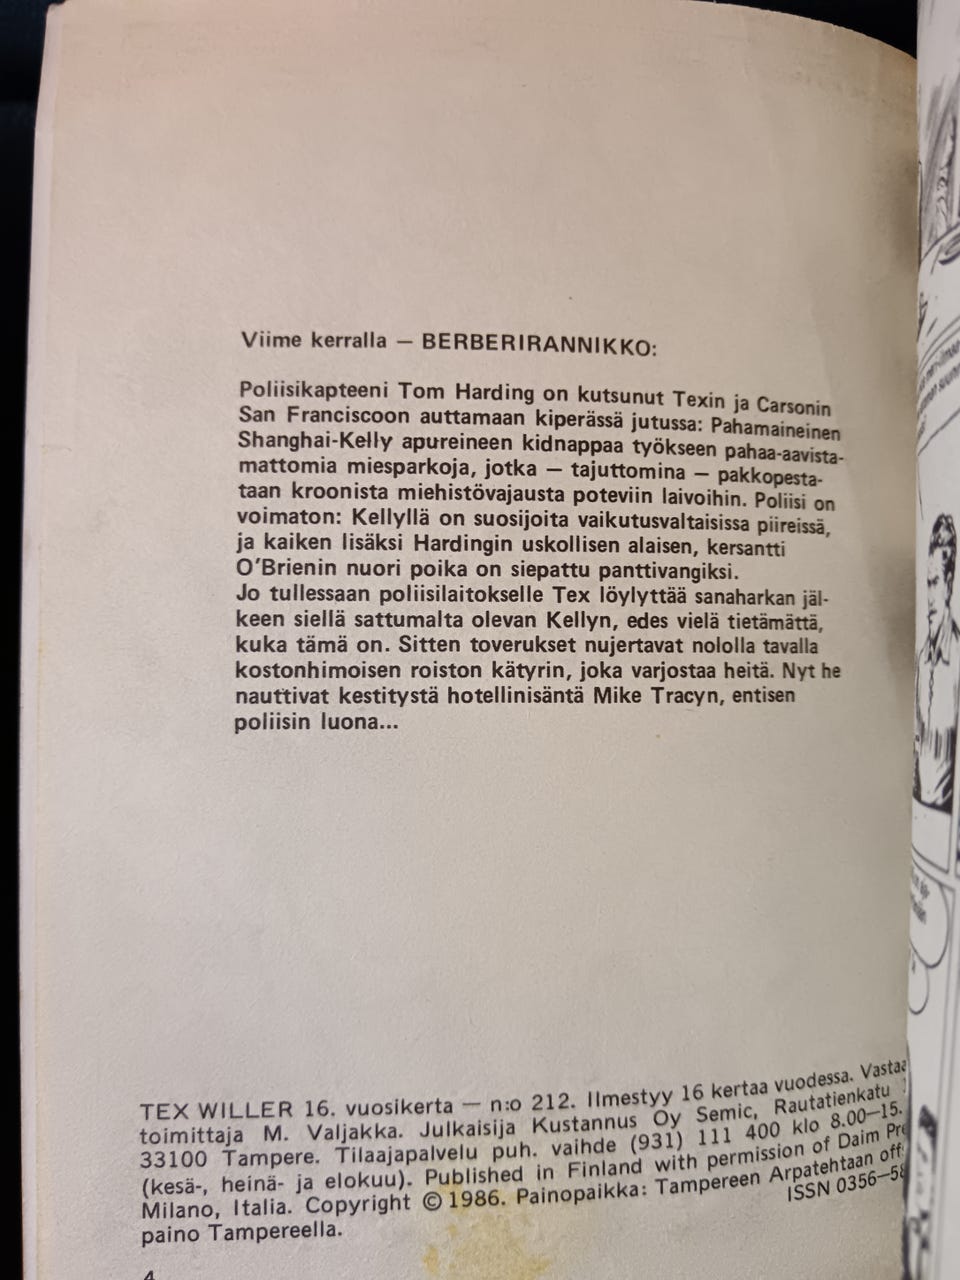 Viime kerralla — BERBERIRANNIKKO:
Poliisikapteeni Tom Harding on kutsunut Texin ja Carsonin
San Franciscoon auttamaan kiperässä jutussa: Pahamaineinen
Shanghai-Kelly apureineen kidnappaa työkseen pahaa-aavista-
mattomia miesparkoja, jotka — tajuttomina — pakkopesta-
taan kroonista miehistövajausta poteviin laivoihin. Poliisi on
voimaton: Kellyllä on suosijoita vaikutusvaltaisissa piireissä,
ja kaiken lisäksi Hardingin uskollisen alaisen, kersantti
O'Brienin nuori poika on siepattu panttivangiksi.
Jo tullessaan poliisilaitokselle Tex löylyttää sanaharkan jäl-
keen siellä sattumalta olevan Kellyn, edes vielä tietämättä,
kuka tämä on. Sitten toverukset nujertavat nololla tavalla
kostonhimoisen roiston kätyrin, joka varjostaa heitä. Nyt he
nauttivat kestitystä hotellinisäntä Mike Tracyn, entisen
poliisin luona...
TEX WILLER 16. vuosikerta — n:o 212. Ilmestyy 16 kertaa vuodessa.
toimittaja M. Valjakka. Julkaisija Kustannus Oy Semic, Rautatienkatu
33100 Tampere. Tilaajapalvelu puh. vaihde (931) 111 400 klo 8.00—15.
(kesä-, heinä- ja elokuu). Published in Finland with permission of Daim
Milano, Italia. Copyright © 1986. Painopaikka: Tampereen Arpatehtaan
paino Tampereella. ISSN 0356—
4